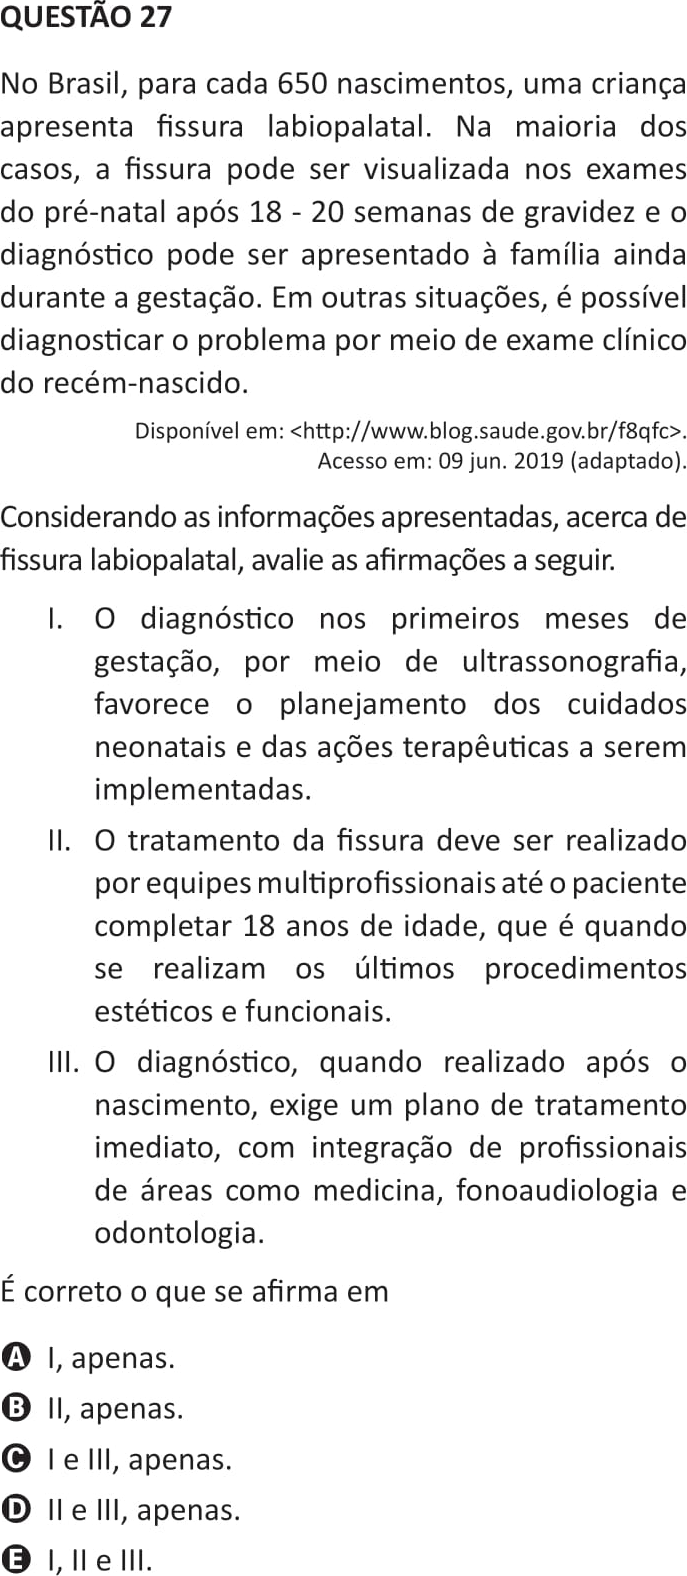 QUESTÃO 27
No Brasil, para cada 650 nascimentos, uma criança
apresenta fissura labiopalatal. Na maioria dos
casos, a fissura pode ser visualizada nos exames
do pré-natal após 18 - 20 semanas de gravidez e o
diagnóstico pode ser apresentado à família ainda
durante a gestação. Em outras situações, é possível
diagnosticar o problema por meio de exame clínico
do recém-nascido.
Disponível em: <http://www.blog.saude.gov.br/f8qfc>.
Acesso em: 09 jun. 2019 (adaptado).
Considerando as informações apresentadas, acerca de
fissura labiopalatal, avalie as afirmações a seguir.
I. O diagnóstico nos primeiros meses de
gestação, por meio de ultrassonografia,
favorece o planejamento dos cuidados
neonatais e das ações terapêuticas a serem
implementadas.
II. O tratamento da fissura deve ser realizado
por equipes multiprofissionais até o paciente
completar 18 anos de idade, que é quando
se realizam os últimos procedimentos
estéticos e funcionais.
III. O diagnóstico, quando realizado após o
nascimento, exige um plano de tratamento
imediato, com integração de profissionais
de áreas como medicina, fonoaudiologia e
odontologia.
É correto o que se afirma em
A I, apenas.
B II, apenas.
C I e III, apenas.
D II e III, apenas.
E I, II e III.